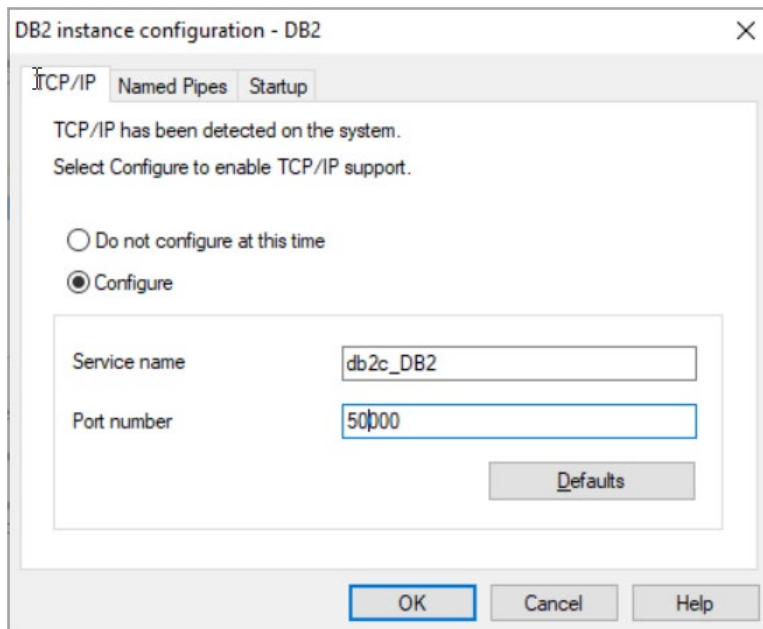 DB2 instance configuration - DB2
TCP/IP Named Pipes Startup
TCP/IP has been detected on the system.
Select Configure to enable TCP/IP support.
Do not configure at this time
Configure
Service name db2c_DB2
Port number 50000
Defaults
OK Cancel Help